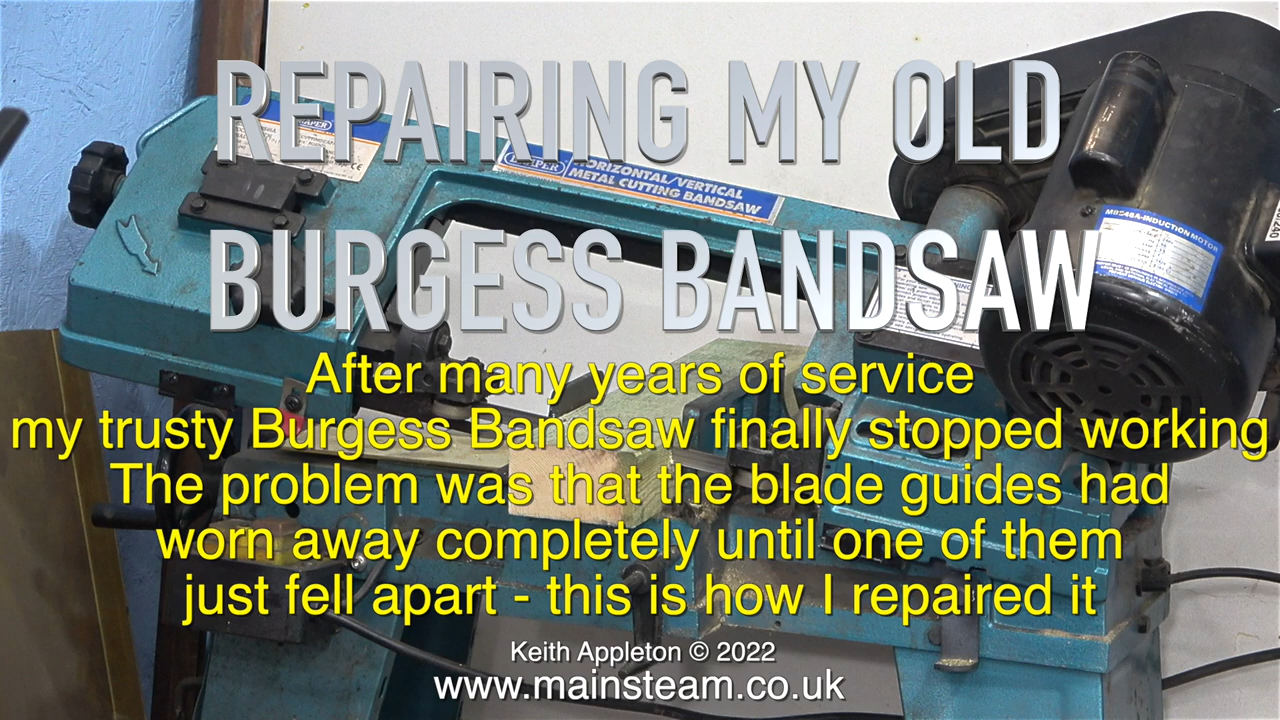 REPAIRING MY OLD
DRAPER
HORIZONTAL/VERTICAL
METAL CUTTING BANDSAW
INDUCTION MOTOR
BURGESS BANDSAW
After many years of service
my trusty Burgess Bandsaw finally stopped working
The problem was that the blade guides had
worn away completely until one of them
just fell apart - this is how I repaired it
Keith Appleton © 2022
www.mainsteam.co.uk